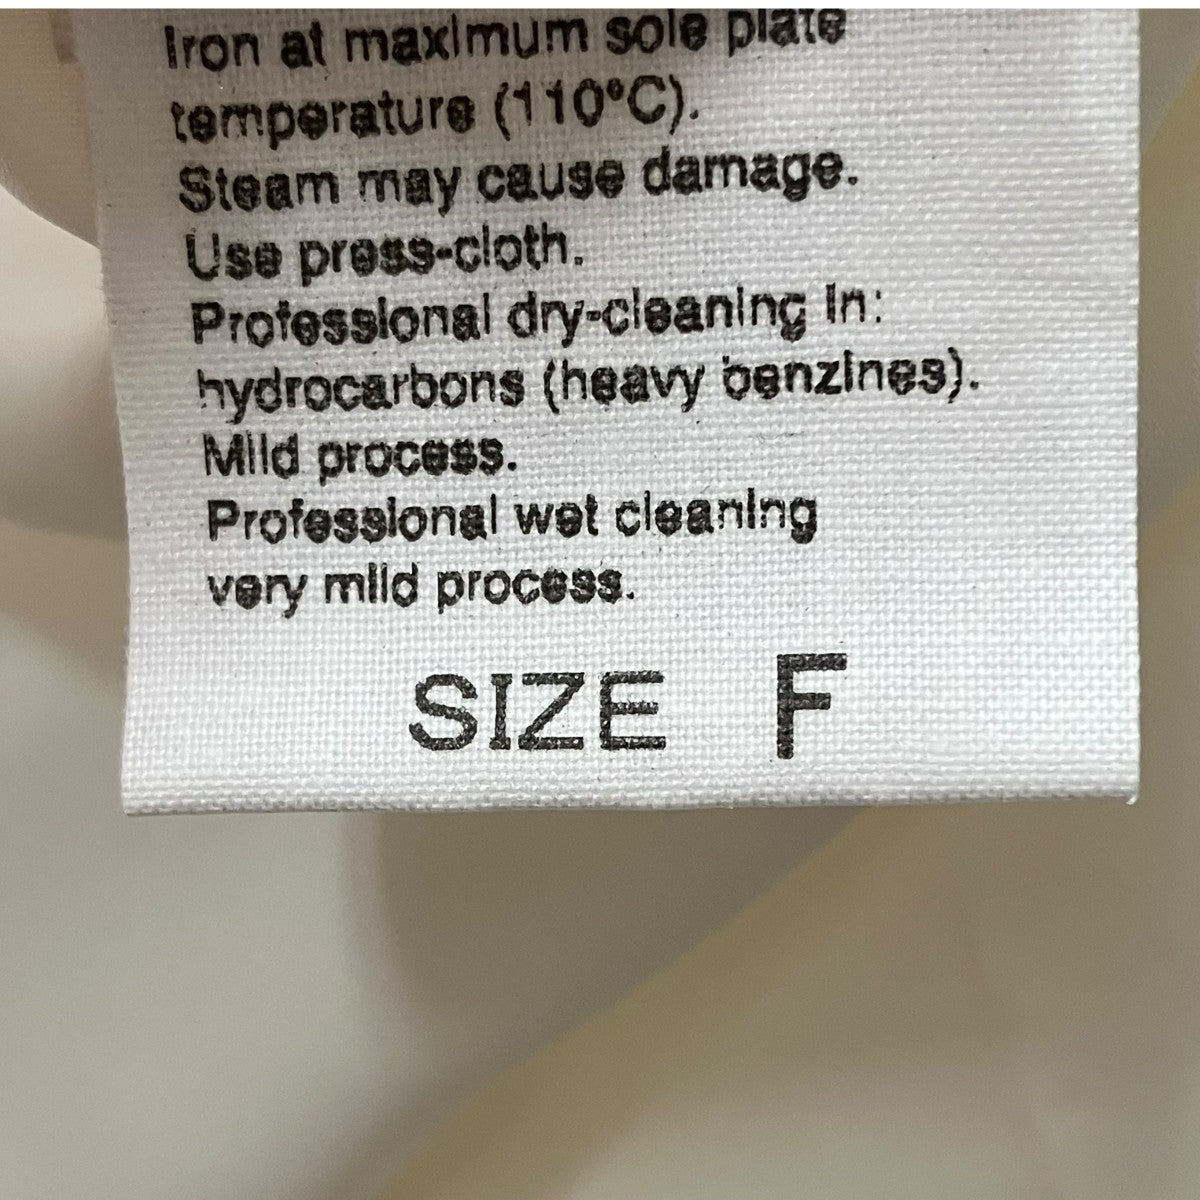 Iron at maximum sole plate
temperature (110°C).
Steam may cause damage.
Use press-cloth.
Professional dry-cleaning in:
hydrocarbons (heavy benzines).
Mild process.
Professional wet cleaning
very mild process.
SIZE F